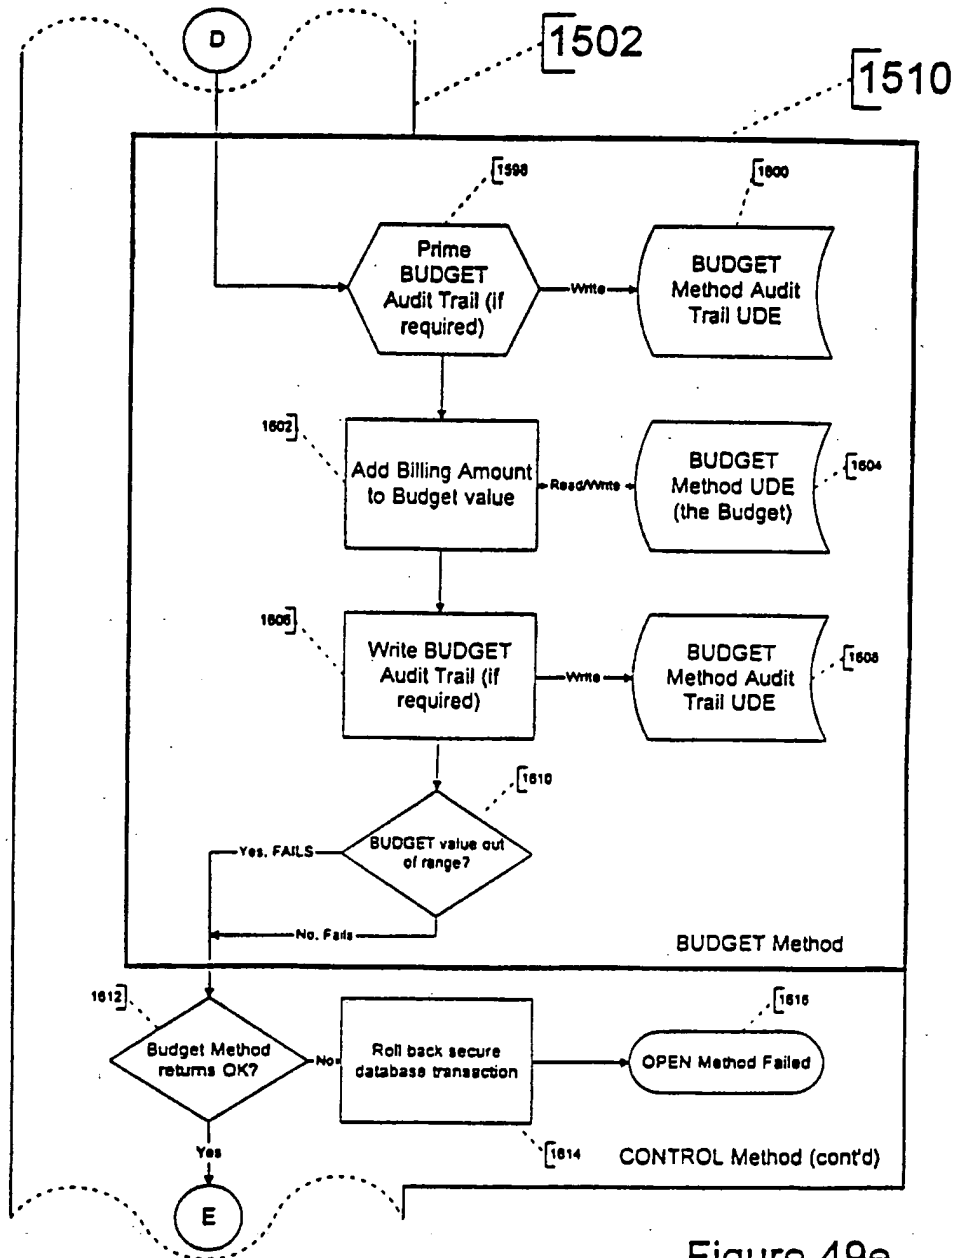 D
1502
1510
1598
1600
Prime
BUDGET
Audit Trail (if
required)
Write
BUDGET
Method Audit
Trail UDE
1602
Add Billing Amount
to Budget value
Read/Write
BUDGET
Method UDE
(the Budget)
1604
1606
Write BUDGET
Audit Trail (if
required)
Write
BUDGET
Method Audit
Trail UDE
1608
1610
BUDGET value out
of range?
Yes, FAILS
No, Fails
BUDGET Method
1612
Budget Method
returns OK?
No
Roll back secure
database transaction
1616
OPEN Method Failed
1614
Yes
CONTROL Method (cont'd)
E
Figure 49e